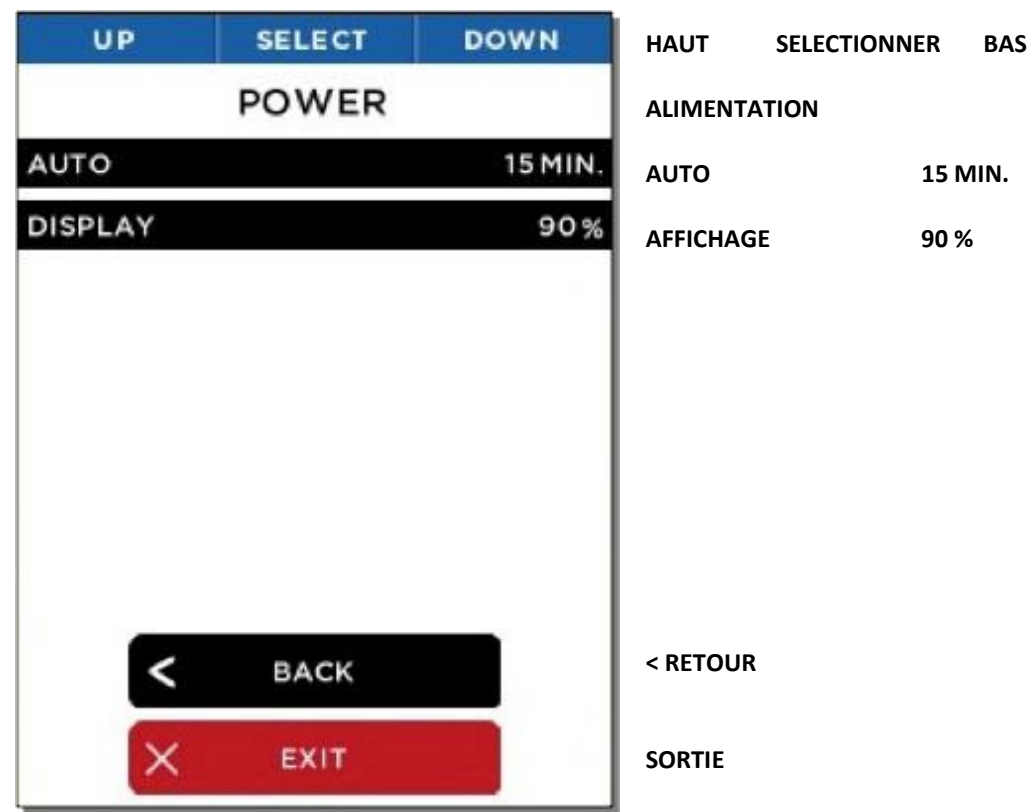 UP SELECT DOWN HAUT SELECTIONNER BAS
POWER ALIMENTATION
AUTO 15 MIN. AUTO 15 MIN.
DISPLAY 90% AFFICHAGE 90 %
< BACK < RETOUR
X EXIT SORTIE